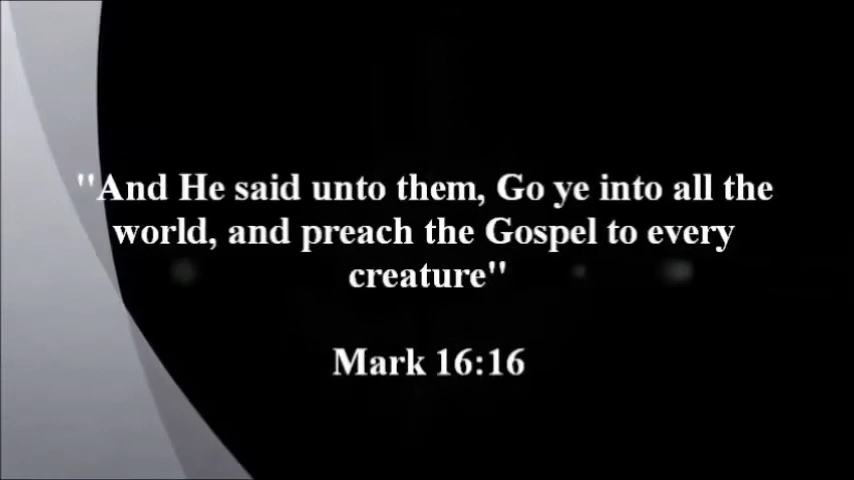 "And He said unto them, Go ye into all the
world, and preach the Gospel to every
creature"
Mark 16:16